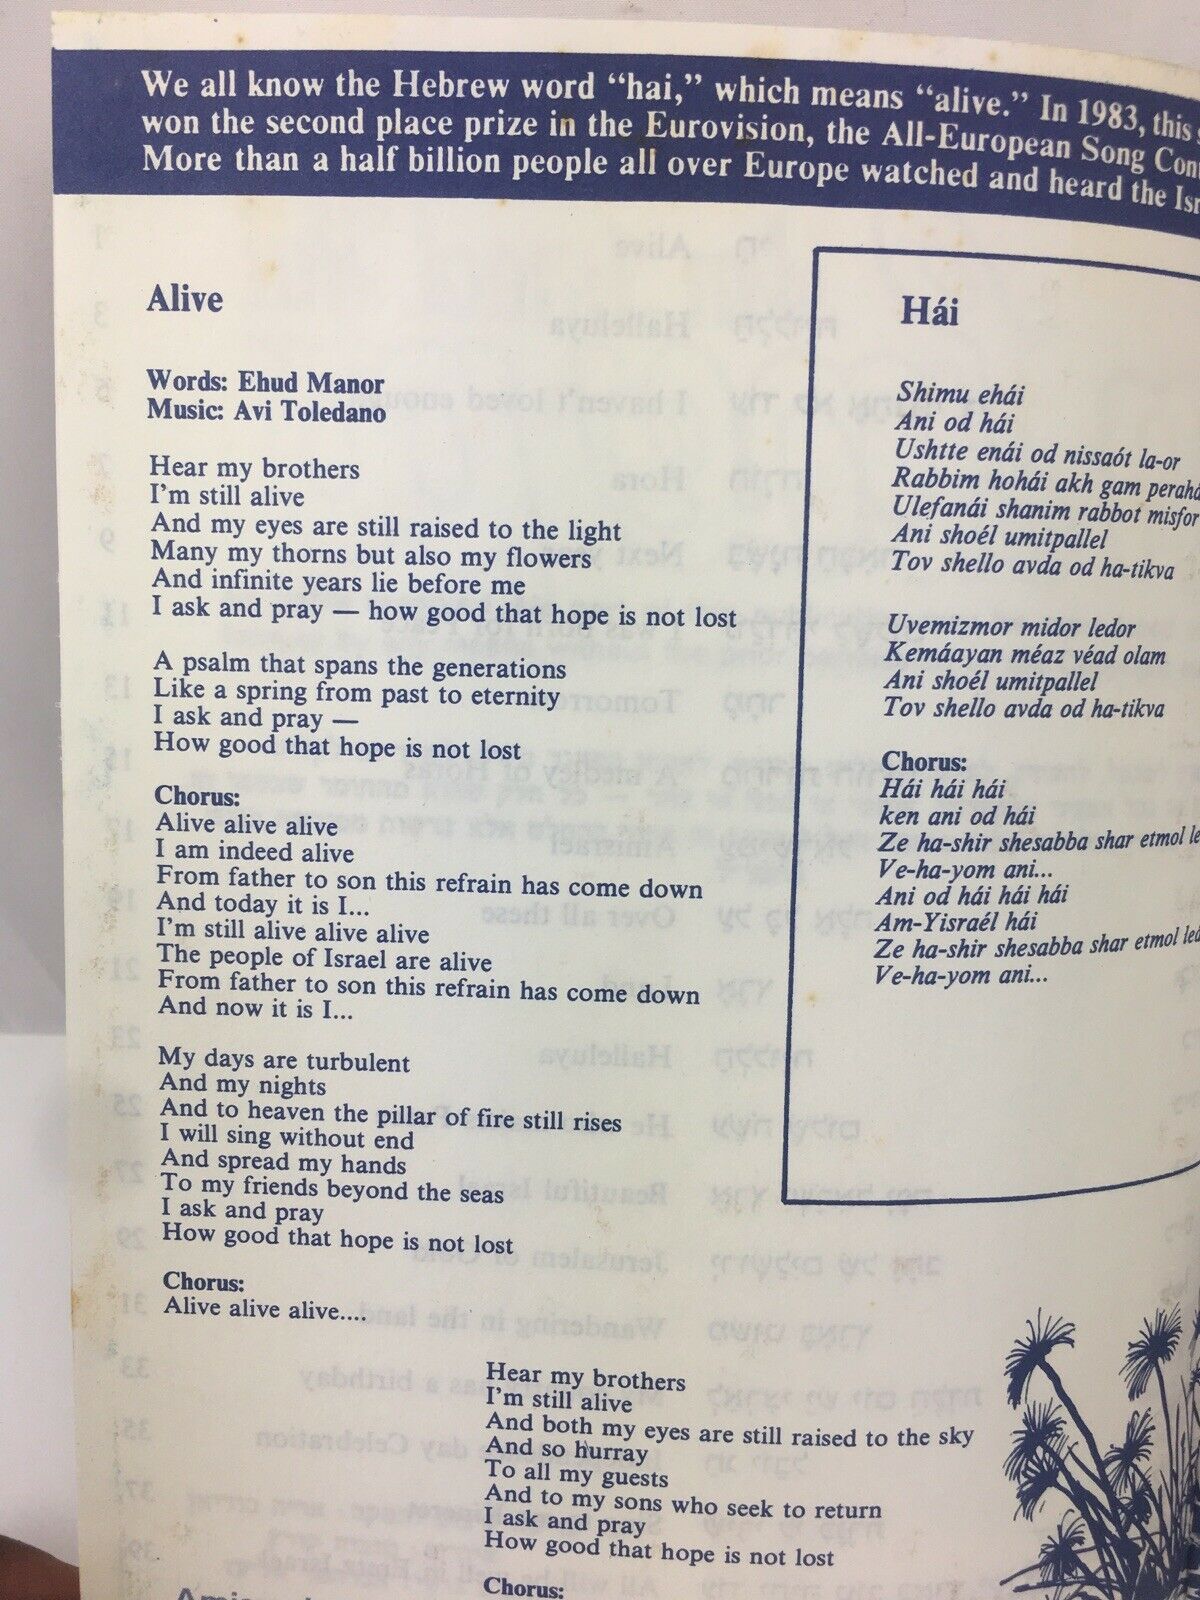 We all know the Hebrew word “hai,” which means “alive.” In 1983, this
won the second place prize in the Eurovision, the All-European Song
More than a half billion people all over Europe watched and heard the
Alive
Words: Ehud Manor
Music: Avi Toledano
Hear my brothers
I'm still alive
And my eyes are still raised to the light
Many my thorns but also my flowers
And infinite years lie before me
I ask and pray — how good that hope is not lost
A psalm that spans the generations
Like a spring from past to eternity
I ask and pray —
How good that hope is not lost
Chorus:
Alive alive alive
I am indeed alive
From father to son this refrain has come down
And today it is I...
I'm still alive alive alive
The people of Israel are alive
From father to son this refrain has come down
And now it is I...
My days are turbulent
And my nights
And to heaven the pillar of fire still rises
I will sing without end
And spread my hands
To my friends beyond the seas
I ask and pray
How good that hope is not lost
Chorus:
Alive alive alive....
Hear my brothers
I'm still alive
And both my eyes are still raised to the sky
And so hurray
To all my guests
And to my sons who seek to return
I ask and pray
How good that hope is not lost
Chorus:
Hái
Shimu ehái
Ani od hái
Ushtte enái od nissaót la-or
Rabbim hohái akh gam
Ulefanái shanim rabbot
Ani shoél umitpallel
Tov shello avda od ha-tikva
Uvemizmor midor ledor
Kemáayan méaz véad olam
Ani shoél umitpallel
Tov shello avda od ha-tikva
Chorus:
Hái hái hái
ken ani od hái
Ze ha-shir shesabba shar etmol
Ve-ha-yom ani...
Ani od hái hái hái
Am-Yisraél hái
Ze ha-shir shesabba shar etmol
Ve-ha-yom ani...